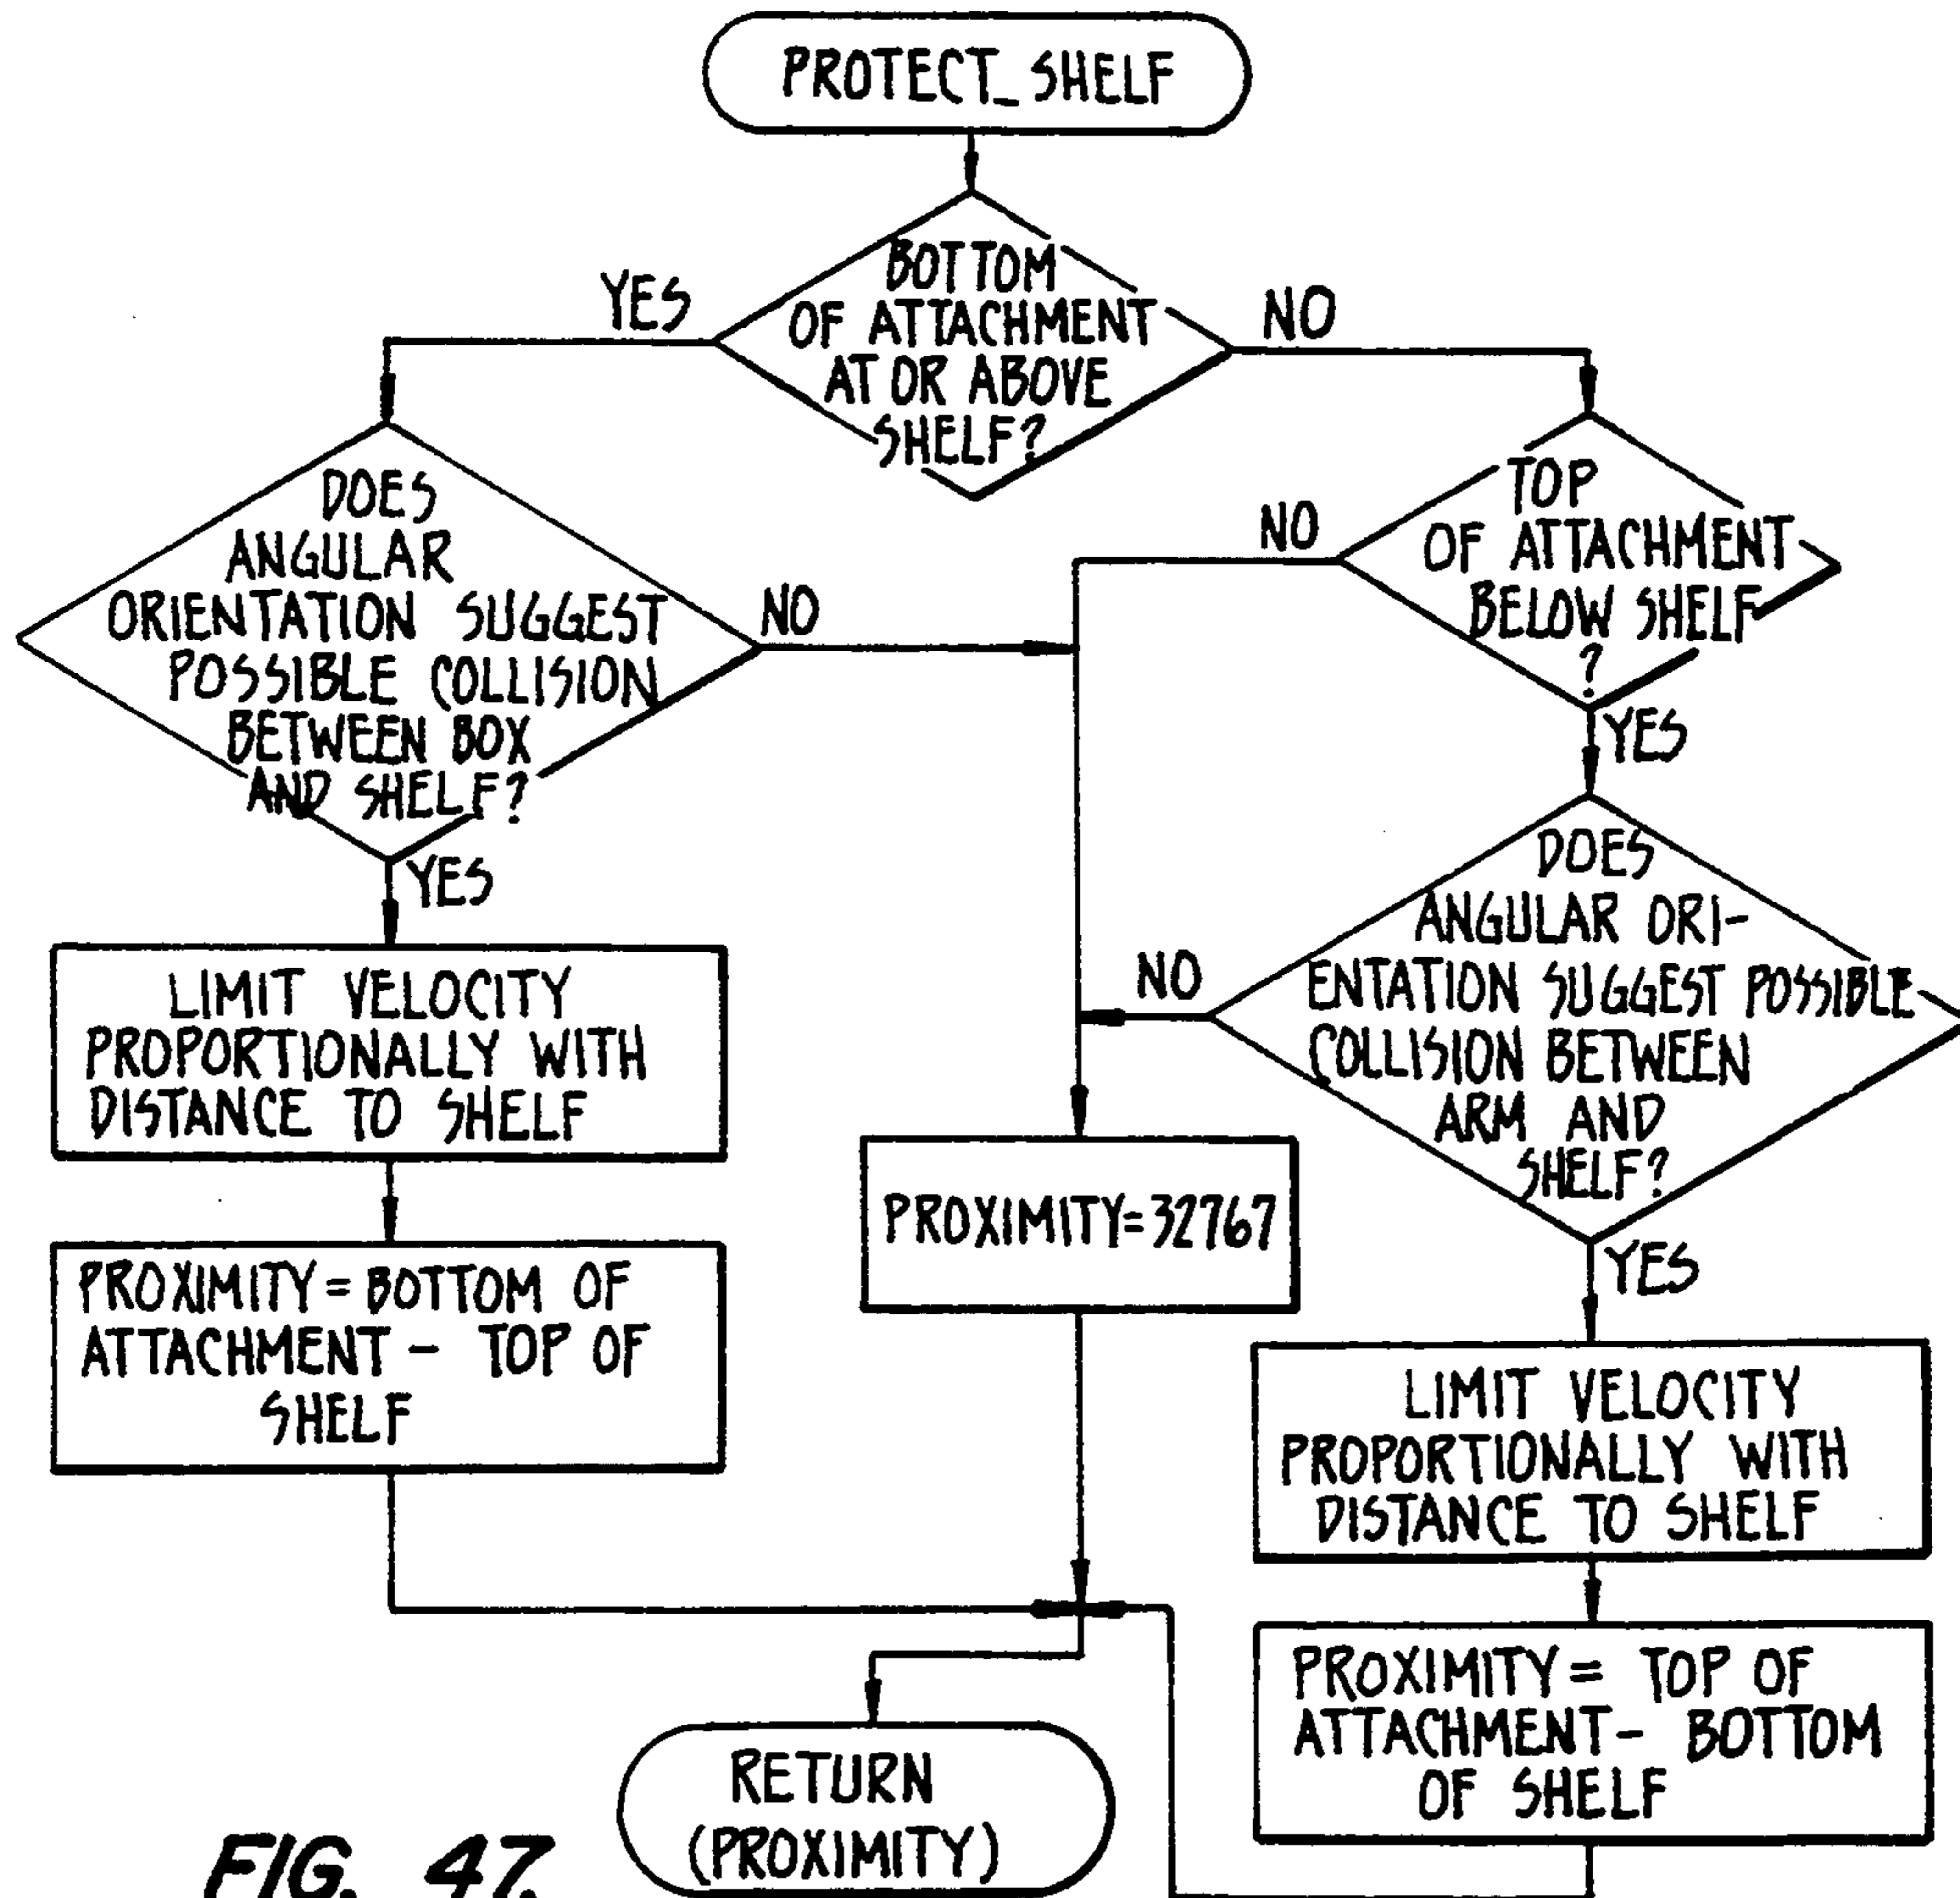 PROTECT_SHELF
BOTTOM
OF ATTACHMENT
AT OR ABOVE
SHELF?
YES
NO
DOES
ANGULAR
ORIENTATION SUGGEST
POSSIBLE COLLISION
BETWEEN BOX
AND SHELF?
NO
YES
TOP
OF ATTACHMENT
BELOW SHELF
?
NO
YES
DOES
ANGULAR ORI-
ENTATION SUGGEST POSSIBLE
COLLISION BETWEEN
ARM AND
SHELF?
NO
YES
LIMIT VELOCITY
PROPORTIONALLY WITH
DISTANCE TO SHELF
PROXIMITY = BOTTOM OF
ATTACHMENT - TOP OF
SHELF
PROXIMITY=32767
LIMIT VELOCITY
PROPORTIONALLY WITH
DISTANCE TO SHELF
PROXIMITY = TOP OF
ATTACHMENT - BOTTOM
OF SHELF
RETURN
(PROXIMITY)
FIG. 47.